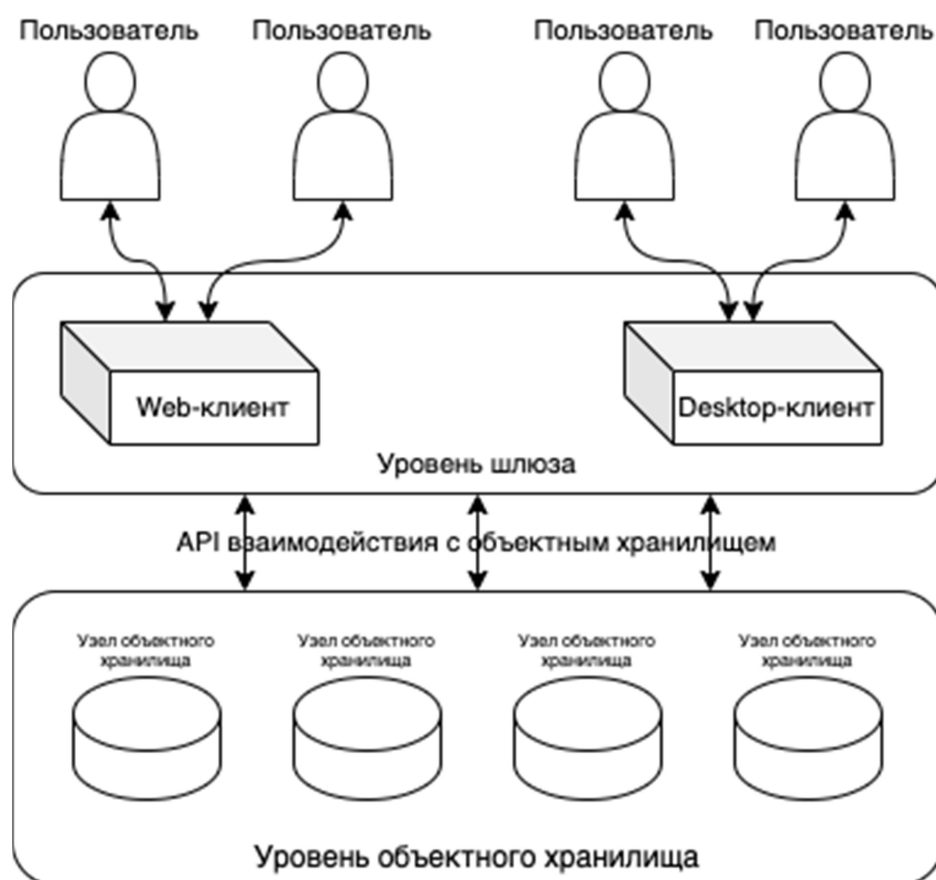 Пользователь
Пользователь
Пользователь
Пользователь
Web-клиент
Desktop-клиент
Уровень шлюза
API взаимодействия с объектным хранилищем
Узел объектного
хранилища
Узел объектного
хранилища
Узел объектного
хранилища
Узел объектного
хранилища
Уровень объектного хранилища